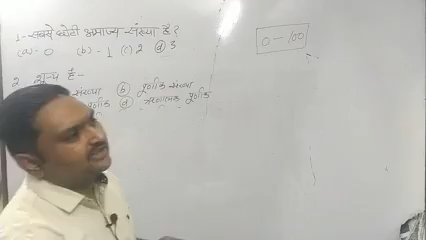 1- सबसे छोटी अभाज्य संख्या है?
(a)- 0 (b)- 1 (c) 2 (d) 3
0-100
2 शून्य है-
संख्या (b) पूर्णांक संख्या
(d) ऋणात्मक पूर्णांक